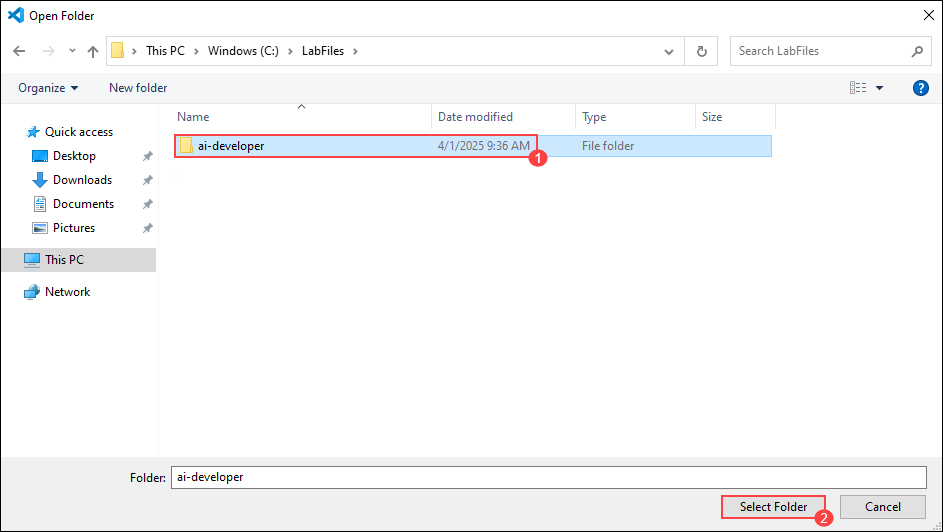 Open Folder
This PC > Windows (C:) > LabFiles >
Search LabFiles
Organize
New folder
?
Name
Date modified
Type
Size
Quick access
Desktop
Downloads
Documents
Pictures
This PC
Network
ai-developer
4/1/2025 9:36 AM
File folder
1
Folder:
ai-developer
Select Folder
2
Cancel